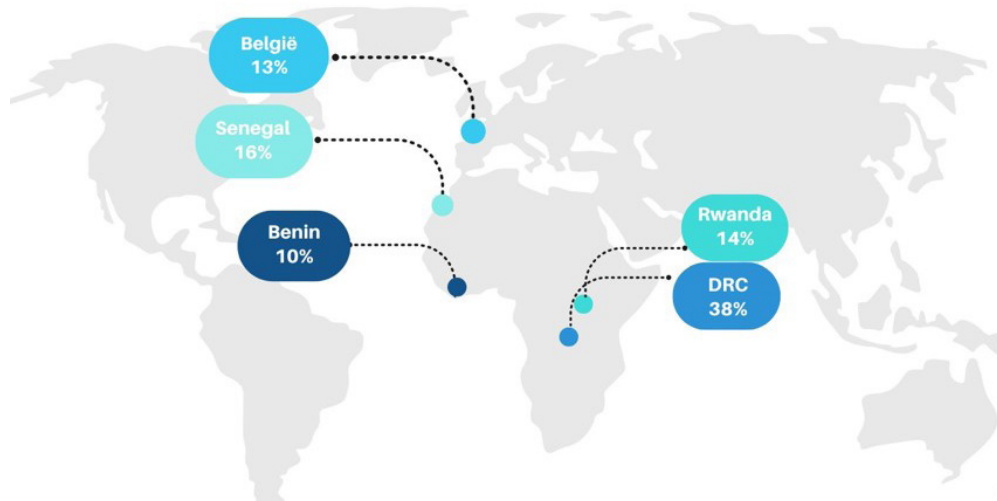 België
13%
Senegal
16%
Benin
10%
Rwanda
14%
DRC
38%